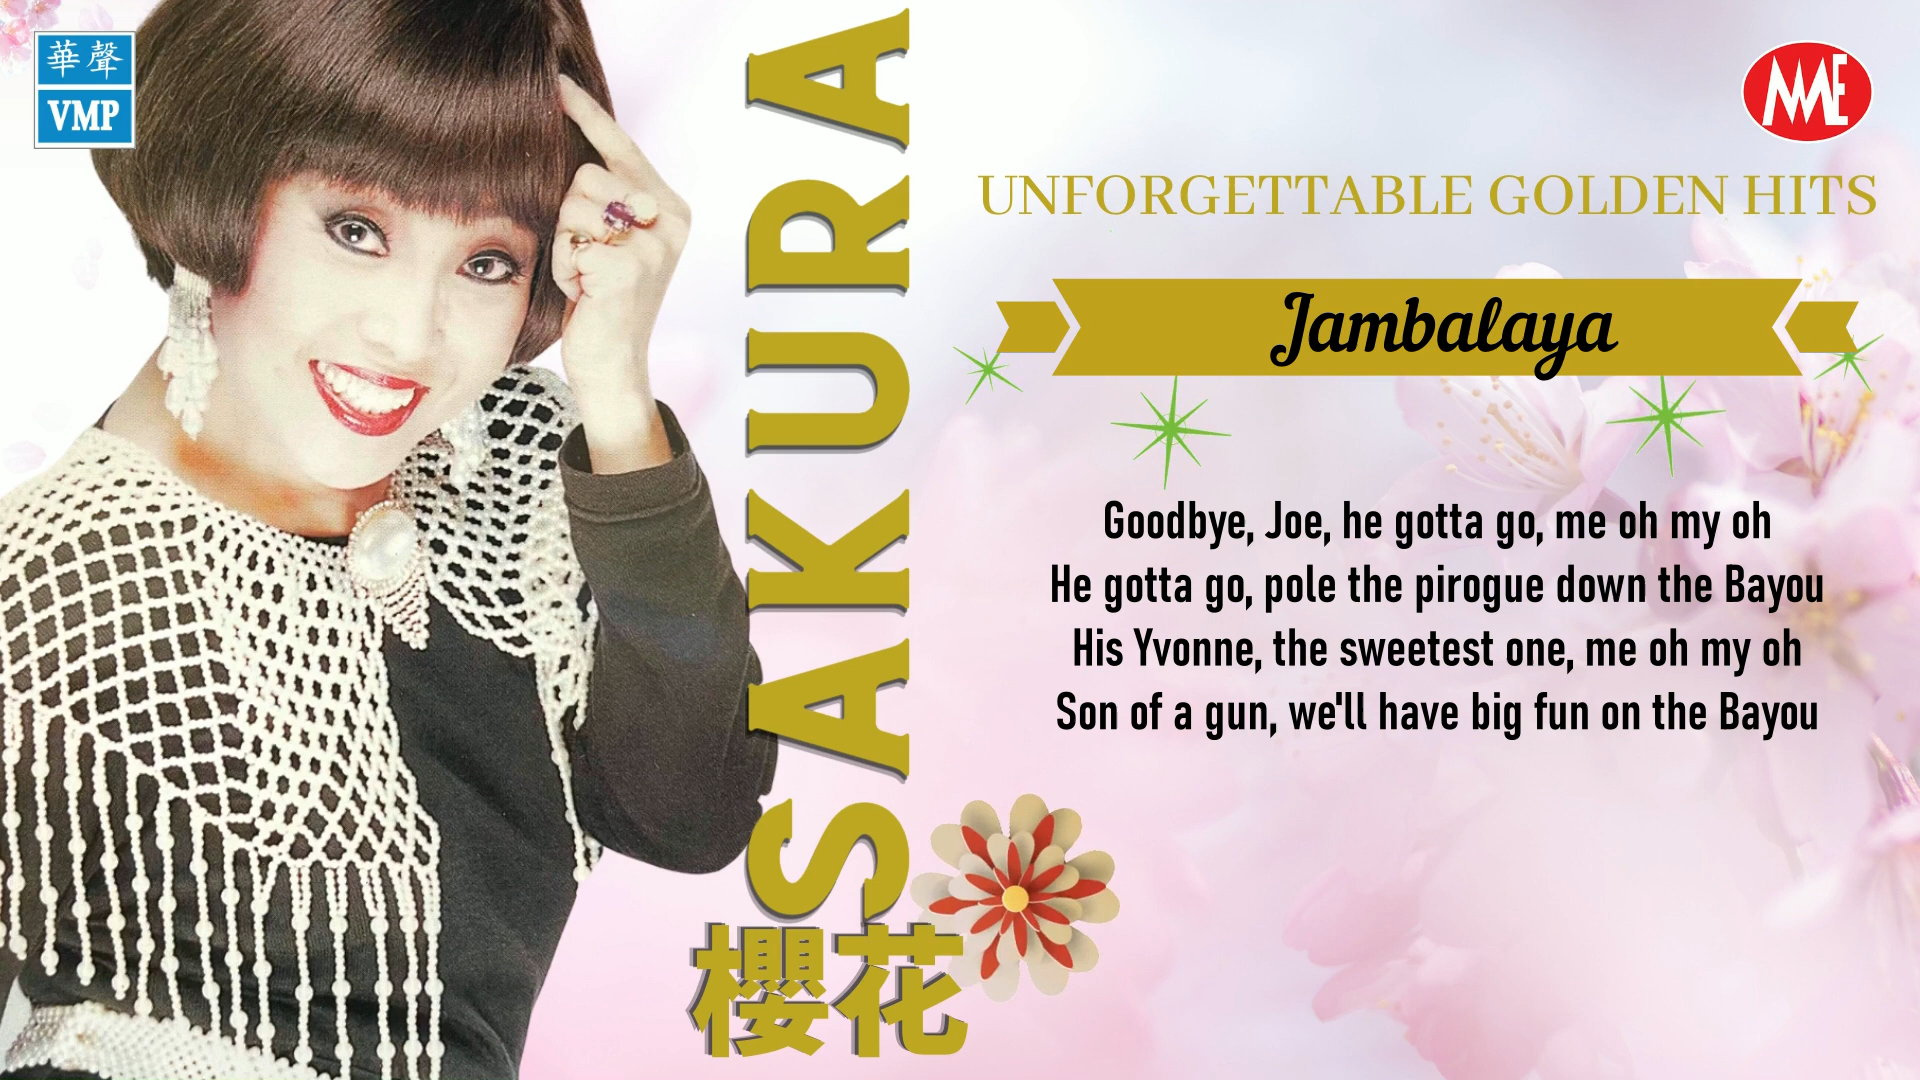 華聲
VMP
SAKURA
櫻花
MME
UNFORGETTABLE GOLDEN HITS
Jambalaya
Goodbye, Joe, he gotta go, me oh my oh
He gotta go, pole the pirogue down the Bayou
His Yvonne, the sweetest one, me oh my oh
Son of a gun, we'll have big fun on the Bayou